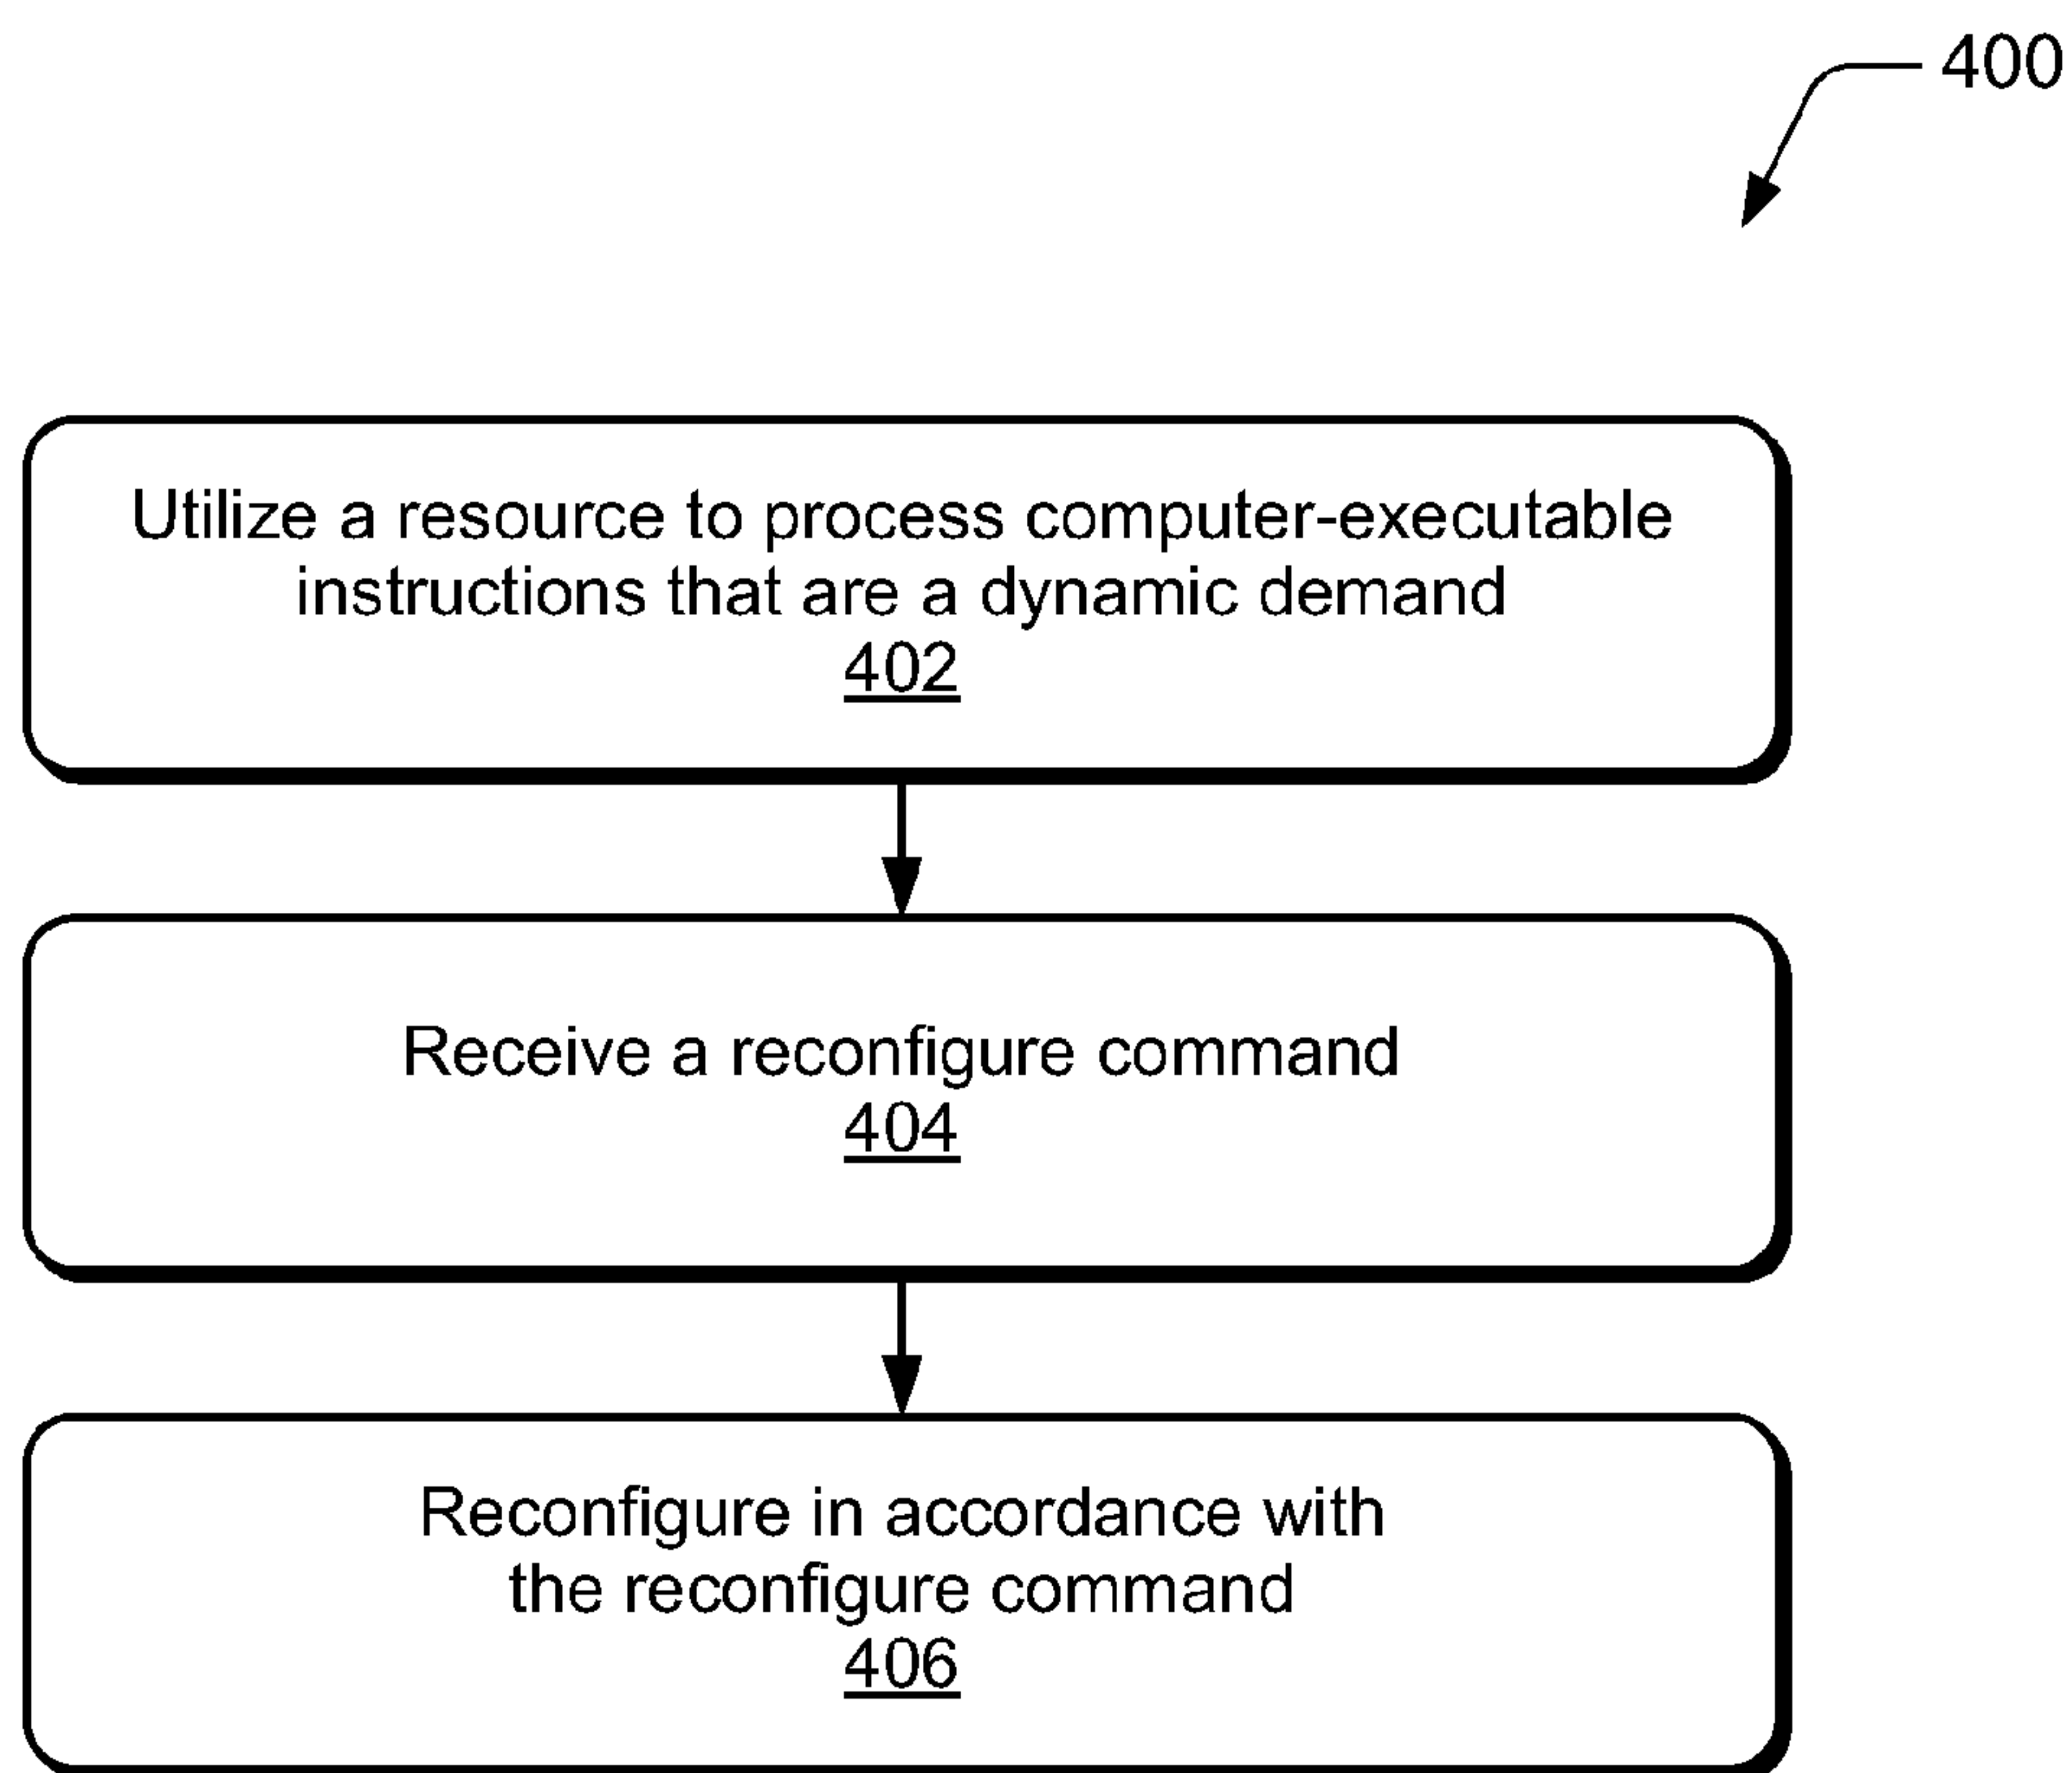 400
Utilize a resource to process computer-executable
instructions that are a dynamic demand
402
Receive a reconfigure command
404
Reconfigure in accordance with
the reconfigure command
406